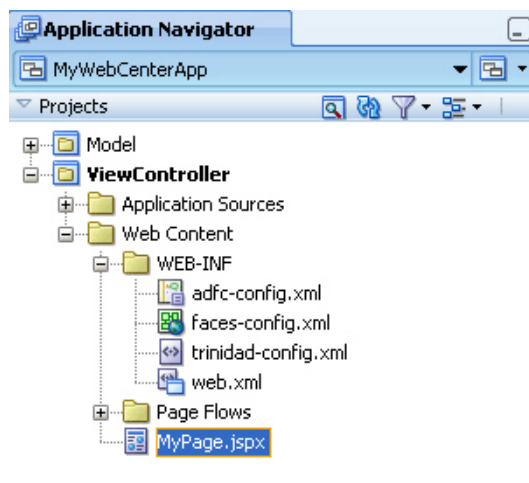 Application Navigator
MyWebCenterApp
Projects
Model
ViewController
Application Sources
Web Content
WEB-INF
adfc-config.xml
faces-config.xml
trinidad-config.xml
web.xml
Page Flows
MyPage.jspx